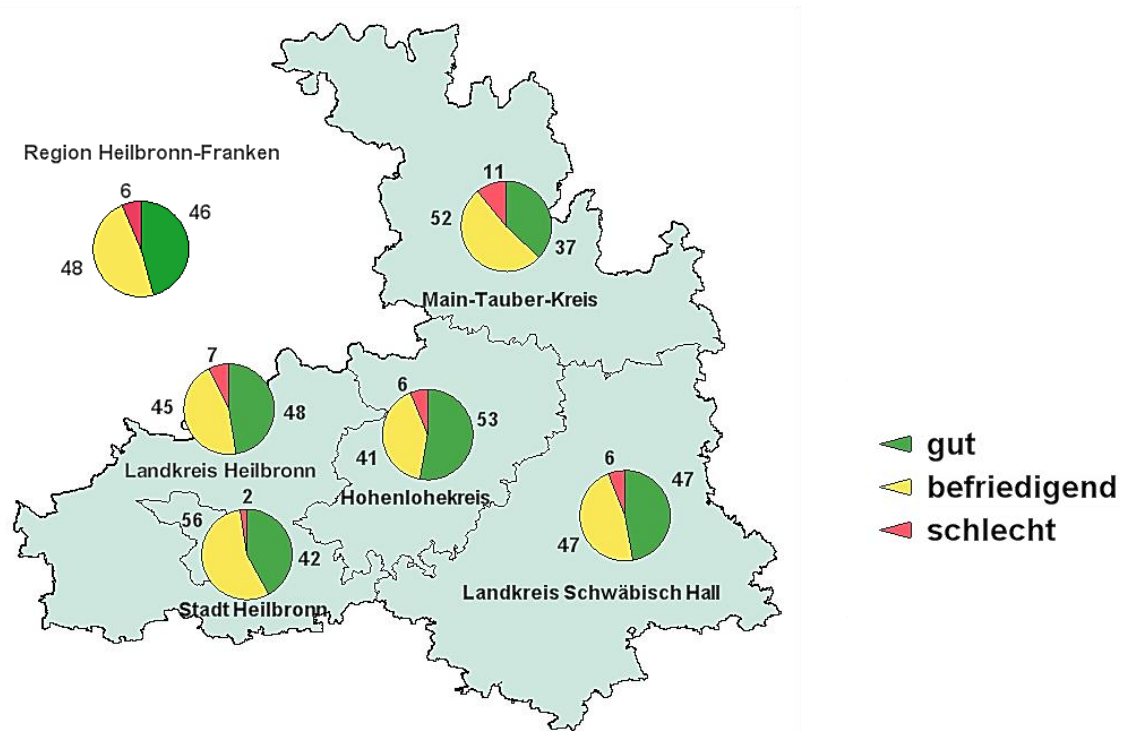 Region Heilbronn-Franken
6
46
48
11
52
37
Main-Tauber-Kreis
7
45
48
Landkreis Heilbronn
6
53
41
Hohenlohekreis
2
56
42
Stadt Heilbronn
6
47
47
Landkreis Schwäbisch Hall
gut
befriedigend
schlecht